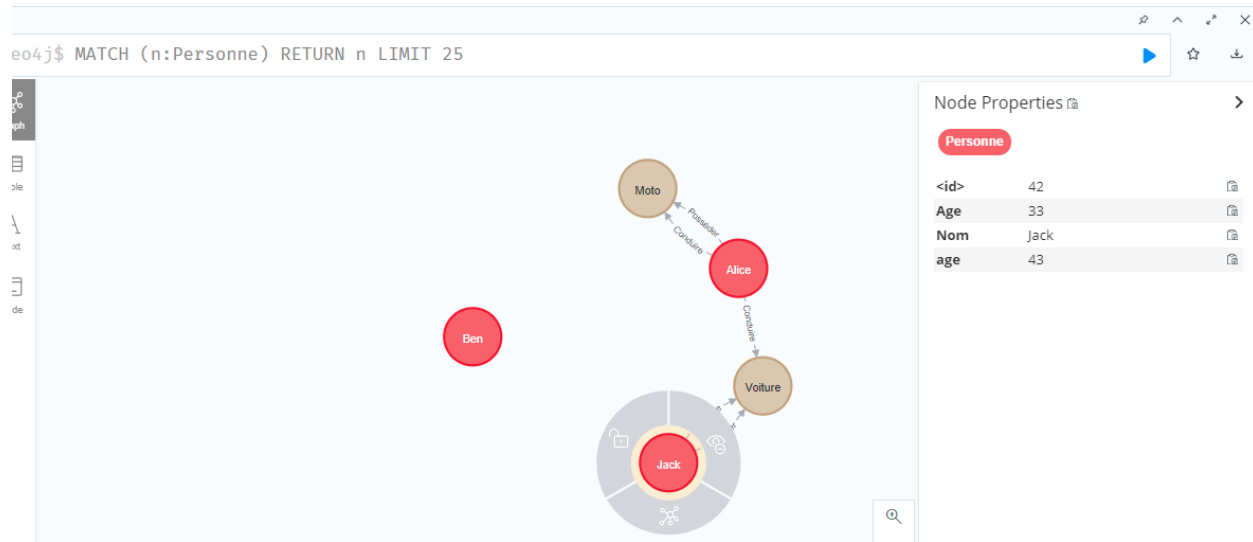 eo4j$ MATCH (n:Personne) RETURN n LIMIT 25
Node Properties
Personne
<id> 42
Age 33
Nom Jack
age 43
Moto
Posséder
Conduire
Alice
Conduire
Ben
Voiture
Jack